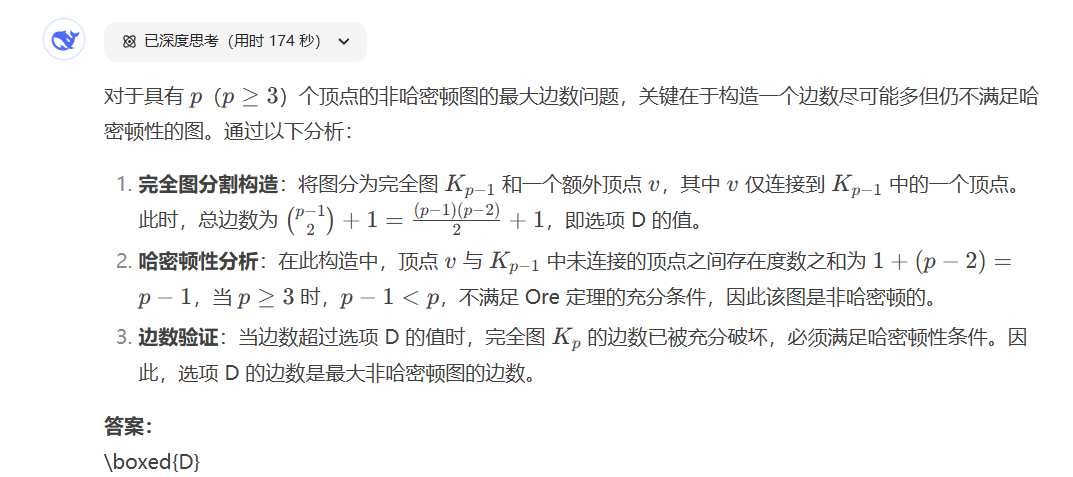 已深度思考（用时 174 秒）
对于具有 p（p ≥ 3）个顶点的非哈密顿图的最大边数问题，关键在于构造一个边数尽可能多但仍不满足哈
密顿性的图。通过以下分析：
1. 完全图分割构造：将图分为完全图 K_{p−1} 和一个额外顶点 v，其中 v 仅连接到 K_{p−1} 中的一个顶点。
此时，总边数为 \binom{p−1}{2} + 1 = \frac{(p−1)(p−2)}{2} + 1，即选项 D 的值。
2. 哈密顿性分析：在此构造中，顶点 v 与 K_{p−1} 中未连接的顶点之间存在度数之和为 1 + (p − 2) =
p − 1，当 p ≥ 3 时，p − 1 < p，不满足 Ore 定理的充分条件，因此该图是非哈密顿的。
3. 边数验证：当边数超过选项 D 的值时，完全图 K_p 的边数已被充分破坏，必须满足哈密顿性条件。因
此，选项 D 的边数是最大非哈密顿图的边数。
答案：
\boxed{D}